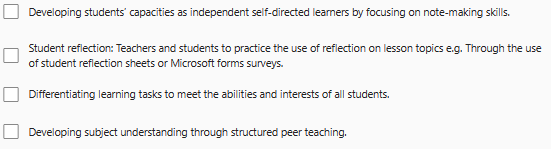 Developing students' capacities as independent self-directed learners by focusing on note-making skills.
Student reflection: Teachers and students to practice the use of reflection on lesson topics e.g. Through the use
of student reflection sheets or Microsoft forms surveys.
Differentiating learning tasks to meet the abilities and interests of all students.
Developing subject understanding through structured peer teaching.